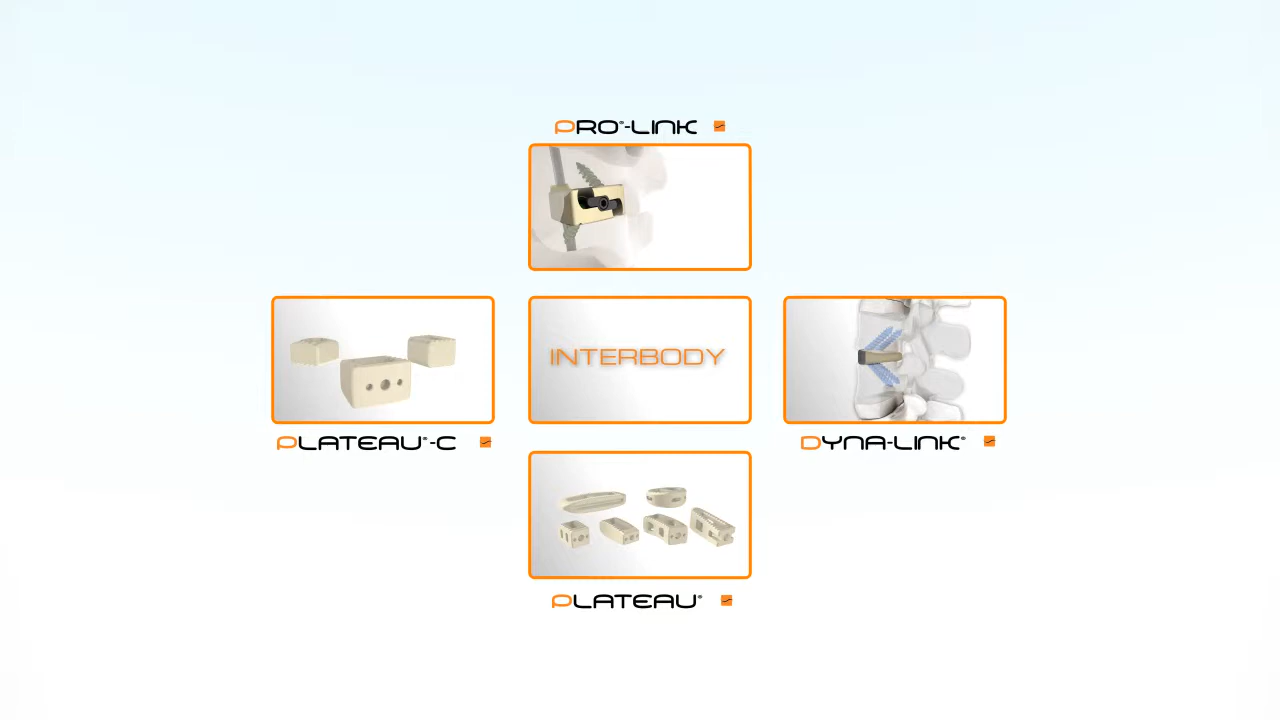 PRO®-LINK
INTERBODY
PLATEAU®-C
DYNA-LINK®
PLATEAU®